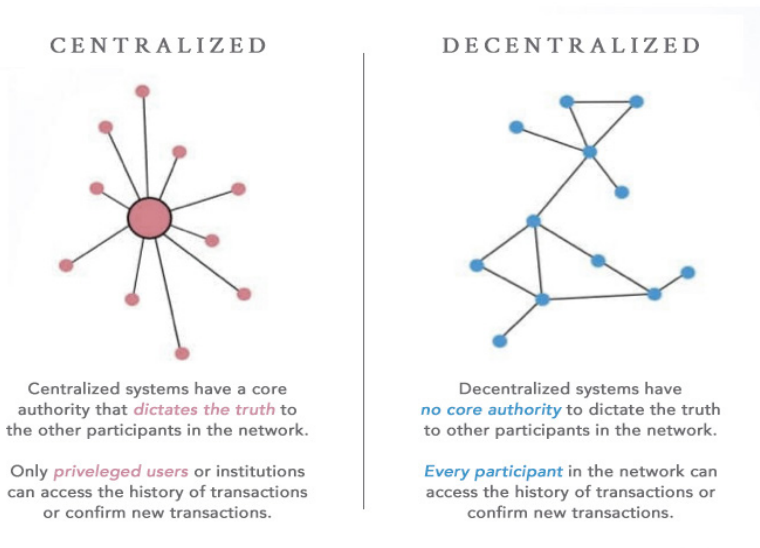 CENTRALIZED
Centralized systems have a core
authority that dictates the truth to
the other participants in the network.
Only priveleged users or institutions
can access the history of transactions
or confirm new transactions.
DECENTRALIZED
Decentralized systems have
no core authority to dictate the truth
to other participants in the network.
Every participant in the network can
access the history of transactions or
confirm new transactions.